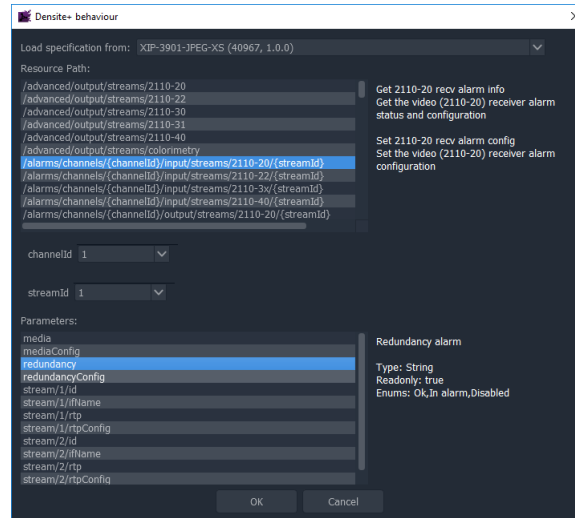 Densite+ behaviour
Load specification from: XIP-3901-JPEG-XS (40967, 1.0.0)
Resource Path:
/advanced/output/streams/2110-20
/advanced/output/streams/2110-22
/advanced/output/streams/2110-30
/advanced/output/streams/2110-31
/advanced/output/streams/2110-40
/advanced/output/streams/colorimetry
/alarms/channels/{channelId}/input/streams/2110-20/{streamId}
/alarms/channels/{channelId}/input/streams/2110-22/{streamId}
/alarms/channels/{channelId}/input/streams/2110-3x/{streamId}
/alarms/channels/{channelId}/input/streams/2110-40/{streamId}
/alarms/channels/{channelId}/output/streams/2110-20/{streamId}
Get 2110-20 recv alarm info
Get the video (2110-20) receiver alarm
status and configuration
Set 2110-20 recv alarm config
Set the video (2110-20) receiver alarm
configuration
channelId 1
streamId 1
Parameters:
media
mediaConfig
redundancy
redundancyConfig
stream/1/id
stream/1/ifName
stream/1/rtp
stream/1/rtpConfig
stream/2/id
stream/2/ifName
stream/2/rtp
stream/2/rtpConfig
Redundancy alarm
Type: String
Readonly: true
Enums: Ok,In alarm,Disabled
OK Cancel